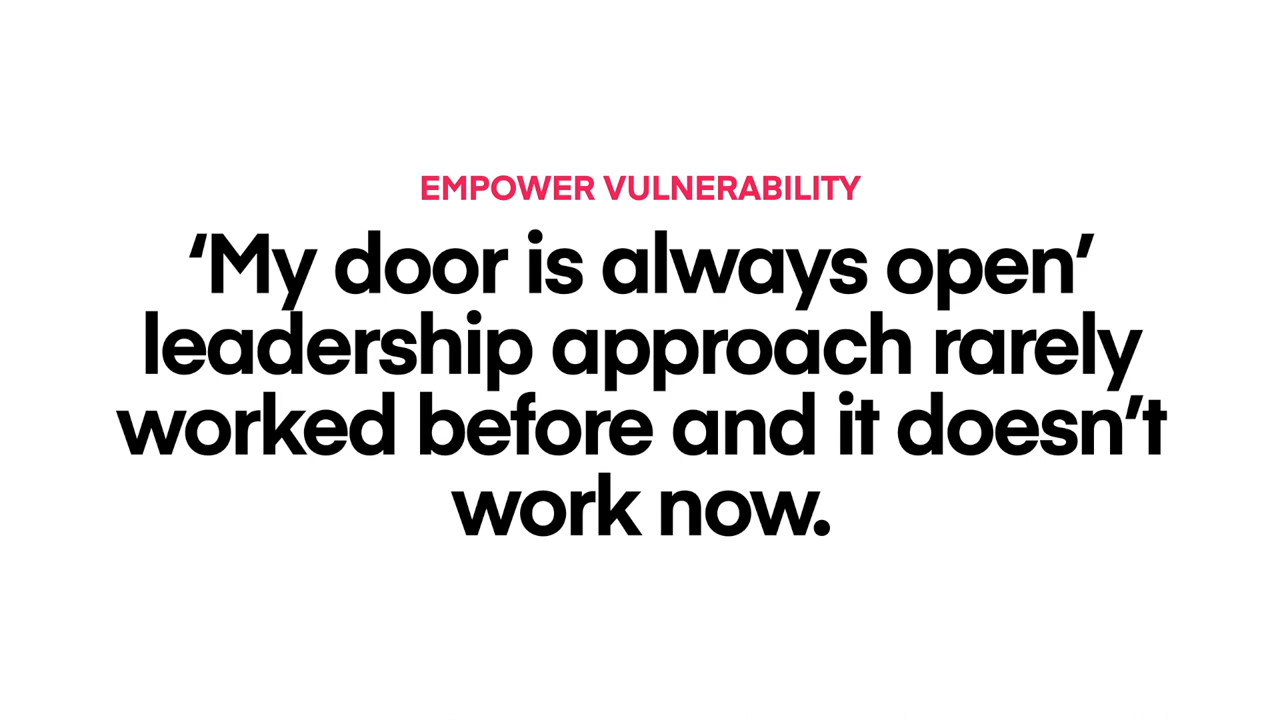 EMPOWER VULNERABILITY
‘My door is always open’
leadership approach rarely
worked before and it doesn’t
work now.